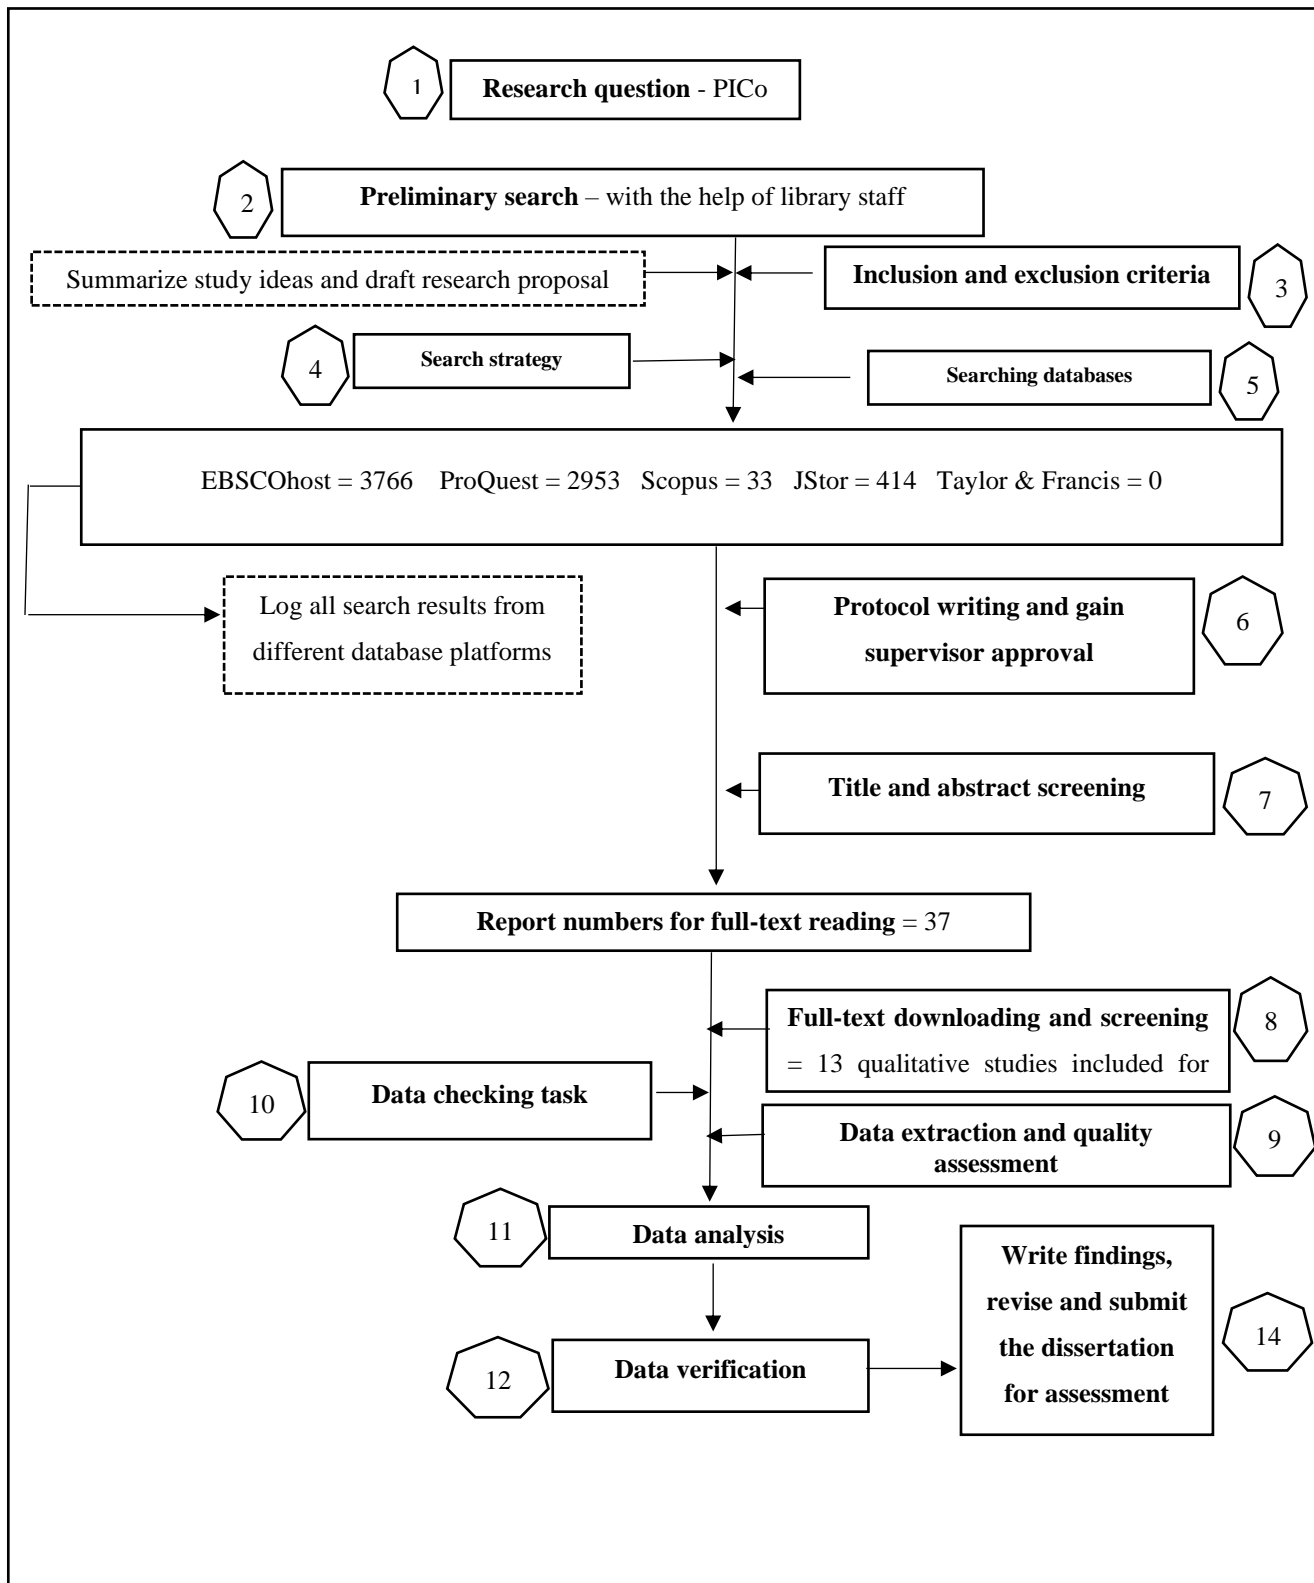 1
Research question - PICo
2
Preliminary search – with the help of library staff
Summarize study ideas and draft research proposal
Inclusion and exclusion criteria
3
4
Search strategy
Searching databases
5
EBSCOhost = 3766 ProQuest = 2953 Scopus = 33 JStor = 414 Taylor & Francis = 0
Log all search results from
different database platforms
Protocol writing and gain
supervisor approval
6
Title and abstract screening
7
Report numbers for full-text reading = 37
Full-text downloading and screening
= 13 qualitative studies included for
8
10
Data checking task
Data extraction and quality
assessment
9
11
Data analysis
Write findings,
revise and submit
the dissertation
for assessment
14
12
Data verification